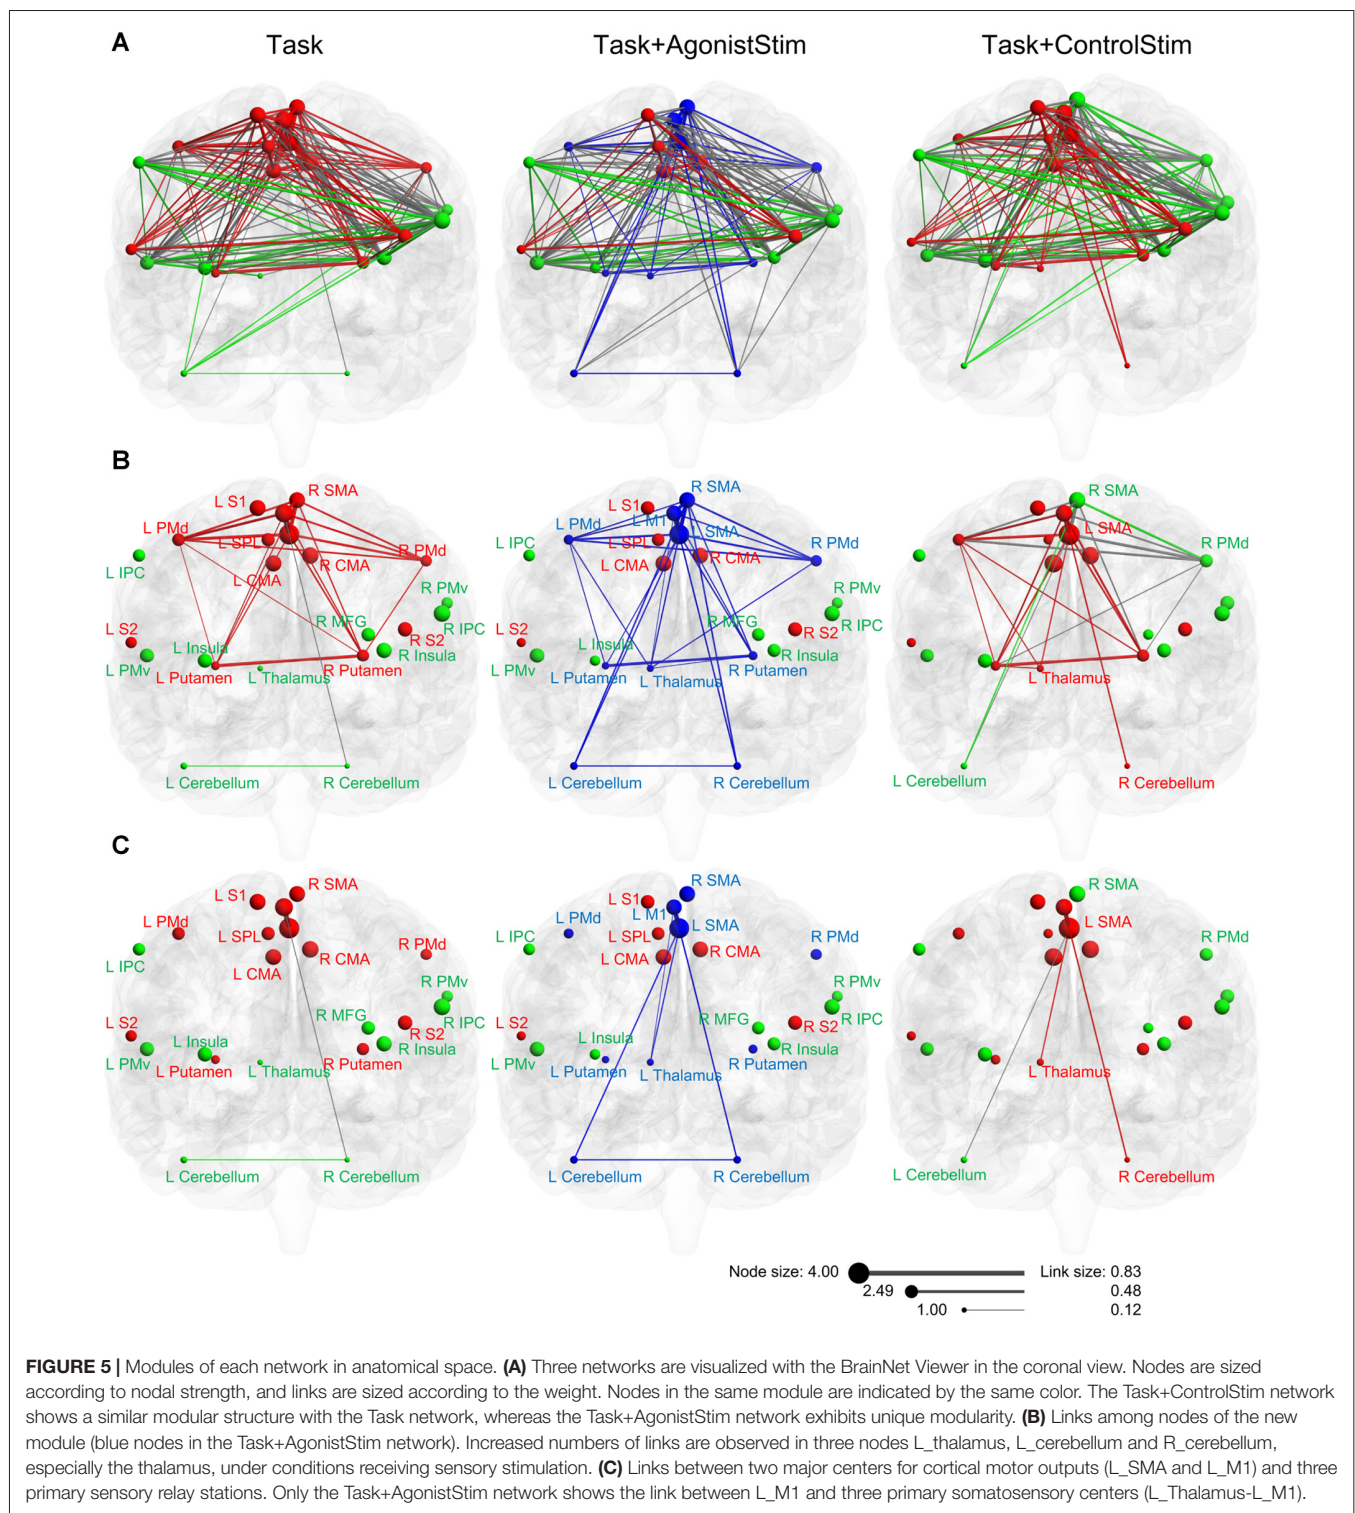 A
Task
Task+AgonistStim
Task+ControlStim
B
L S1
R SMA
L PMd
L SPL
R PMd
L IPC
L CMA
R CMA
R PMv
L S2
R MFG
R IPC
R S2
L Insula
R Insula
L PMv
L Putamen
L Thalamus
R Putamen
L Cerebellum
R Cerebellum
R SMA
L S1
L PMd
L M1
L SMA
L SPL
R PMd
L IPC
L CMA
R CMA
R PMv
L S2
R MFG
R IPC
R S2
L Insula
R Insula
L PMv
L Putamen
L Thalamus
R Putamen
L Cerebellum
R Cerebellum
R SMA
L SMA
R PMd
L Thalamus
L Cerebellum
R Cerebellum
C
L S1
R SMA
L PMd
L SPL
R PMd
L IPC
L CMA
R CMA
R PMv
L S2
R MFG
R IPC
R S2
L Insula
R Insula
L PMv
L Putamen
L Thalamus
R Putamen
L Cerebellum
R Cerebellum
R SMA
L S1
L PMd
L M1
L SMA
L SPL
R PMd
L IPC
L CMA
R CMA
R PMv
L S2
R MFG
R IPC
R S2
L Insula
R Insula
L PMv
L Putamen
L Thalamus
R Putamen
L Cerebellum
R Cerebellum
R SMA
L SMA
R PMd
L Thalamus
L Cerebellum
R Cerebellum
Node size: 4.00 Link size: 0.83
2.49 0.48
1.00 0.12
FIGURE 5 | Modules of each network in anatomical space. (A) Three networks are visualized with the BrainNet Viewer in the coronal view. Nodes are sized
according to nodal strength, and links are sized according to the weight. Nodes in the same module are indicated by the same color. The Task+ControlStim network
shows a similar modular structure with the Task network, whereas the Task+AgonistStim network exhibits unique modularity. (B) Links among nodes of the new
module (blue nodes in the Task+AgonistStim network). Increased numbers of links are observed in three nodes L_thalamus, L_cerebellum and R_cerebellum,
especially the thalamus, under conditions receiving sensory stimulation. (C) Links between two major centers for cortical motor outputs (L_SMA and L_M1) and three
primary sensory relay stations. Only the Task+AgonistStim network shows the link between L_M1 and three primary somatosensory centers (L_Thalamus-L_M1).